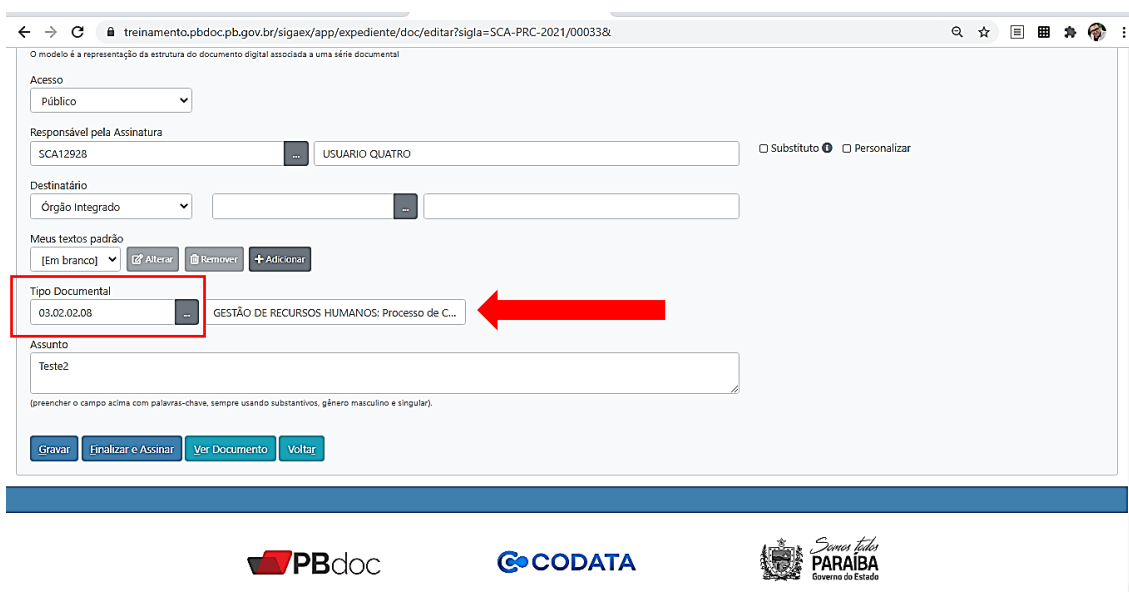 treinamento.pbdoc.pb.gov.br/sigaex/app/expediente/doc/editar?sigla=SCA-PRC-2021/00033&
O modelo é a representação da estrutura do documento digital associada a uma série documental
Acesso
Público
Responsável pela Assinatura
SCA12928 ... USUARIO QUATRO Substituto Personalizar
Destinatário
Órgão Integrado ...
Meus textos padrão
[Em branco] Alterar Remover + Adicionar
Tipo Documental
03.02.02.08 ... GESTÃO DE RECURSOS HUMANOS: Processo de C...
Assunto
Teste2
(preencher o campo acima com palavras-chave, sempre usando substantivos, gênero masculino e singular).
Gravar Finalizar e Assinar Ver Documento Voltar
PBdoc CODATA Somos todos
PARAÍBA
Governo do Estado